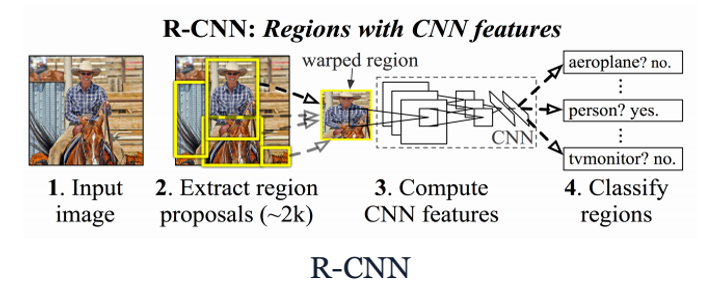 R-CNN: Regions with CNN features
warped region
aeroplane? no.
person? yes.
CNN
tvmonitor? no.
1. Input
image
2. Extract region
proposals (~2k)
3. Compute
CNN features
4. Classify
regions
R-CNN